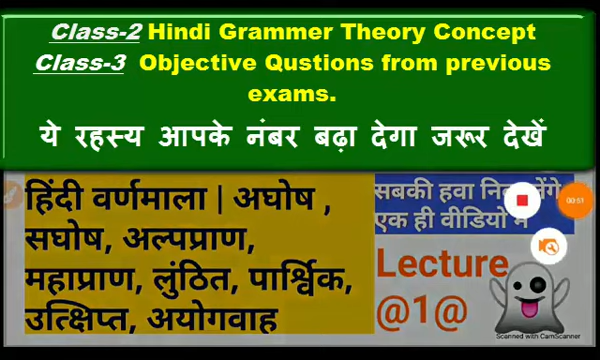 Class-2 Hindi Grammer Theory Concept
Class-3 Objective Qustions from previous
exams.
ये रहस्य आपके नंबर बढ़ा देगा जरूर देखें
हिंदी वर्णमाला | अघोष ,
सघोष, अल्पप्राण,
महाप्राण, लुंठित, पार्श्विक,
उत्क्षिप्त, अयोगवाह
सबकी हवा
एक ही वीडियो में
00:51
Lecture
@1@
Scanned with CamScanner